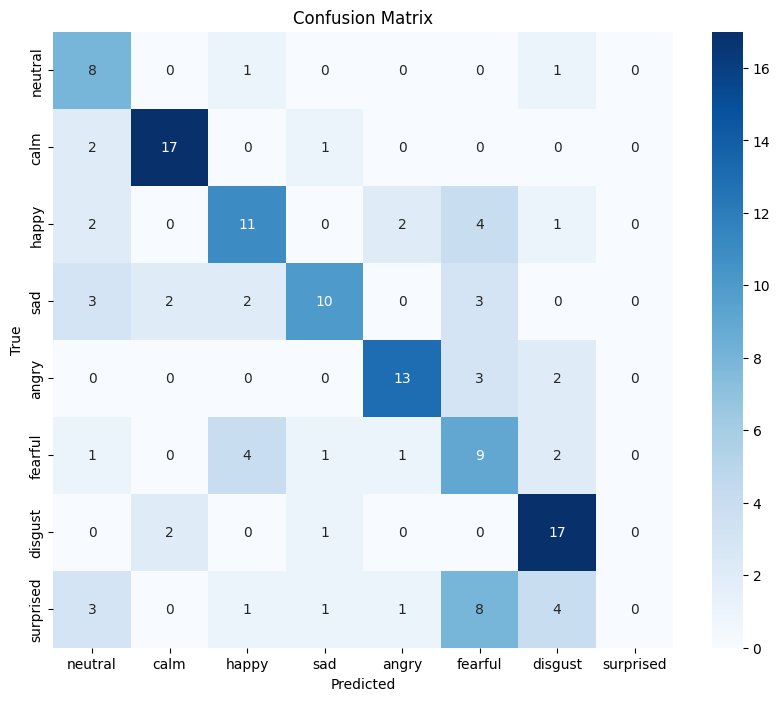 Confusion Matrix
neutral 8 0 1 0 0 0 1 0
calm 2 17 0 1 0 0 0 0
happy 2 0 11 0 2 4 1 0
sad 3 2 2 10 0 3 0 0
angry 0 0 0 0 13 3 2 0
fearful 1 0 4 1 1 9 2 0
disgust 0 2 0 1 0 0 17 0
surprised 3 0 1 1 1 8 4 0
neutral calm happy sad angry fearful disgust surprised
Predicted
True
16
14
12
10
8
6
4
2
0